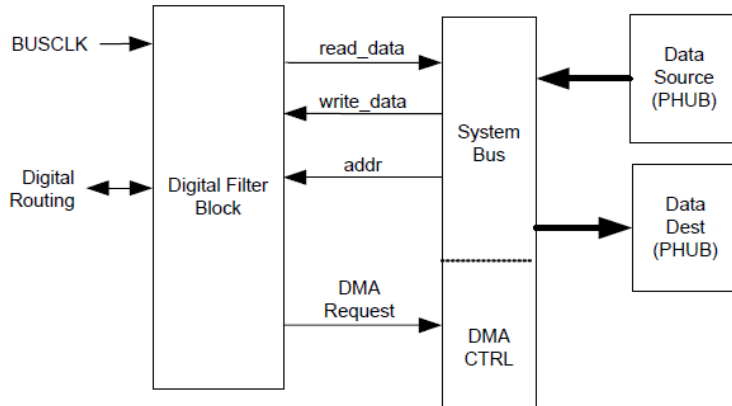 BUSCLK
Digital
Routing
Digital Filter
Block
read_data
write_data
addr
DMA
Request
System
Bus
DMA
CTRL
Data
Source
(PHUB)
Data
Dest
(PHUB)